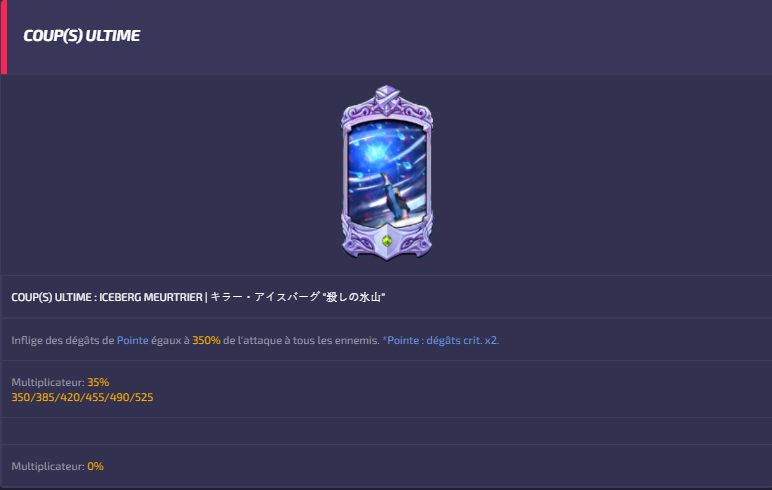 COUP(S) ULTIME
COUP(S) ULTIME : ICEBERG MEURTRIER | キラー・アイスバーグ "殺しの氷山"
Inflige des dégâts de Pointe égaux à 350% de l'attaque à tous les ennemis. *Pointe : dégâts crit. x2.
Multiplicateur: 35%
350/385/420/455/490/525
Multiplicateur: 0%